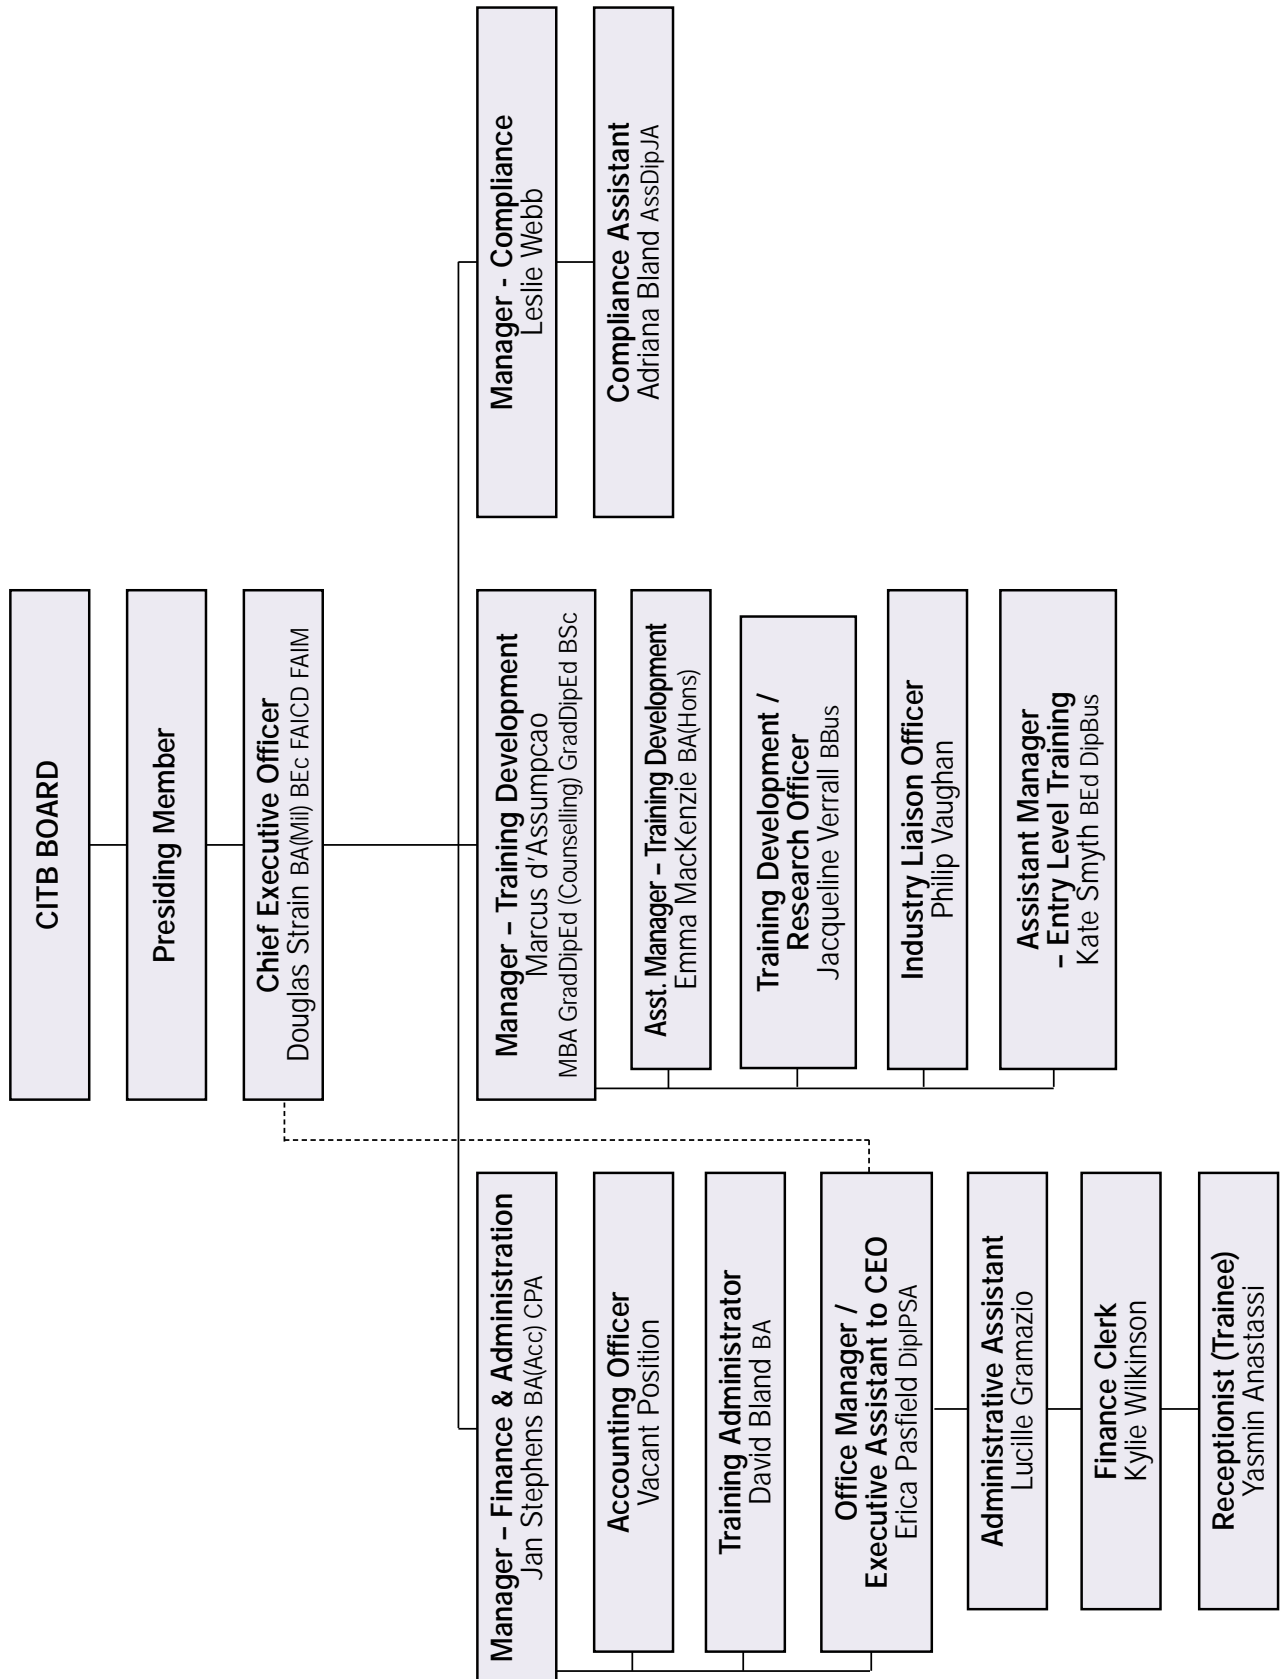 CITB BOARD
Presiding Member
Chief Executive Officer
Douglas Strain BA(Mil) BEc FAICD FAIM
Manager – Finance & Administration
Jan Stephens BA(Acc) CPA
Accounting Officer
Vacant Position
Training Administrator
David Bland BA
Office Manager /
Executive Assistant to CEO
Erica Pasfield DipIPSA
Administrative Assistant
Lucille Gramazio
Finance Clerk
Kylie Wilkinson
Receptionist (Trainee)
Yasmin Anastassi
Manager – Training Development
Marcus d'Assumpcao
MBA GradDipEd (Counselling) GradDipEd BSc
Asst. Manager – Training Development
Emma MacKenzie BA(Hons)
Training Development /
Research Officer
Jacqueline Verrall BBus
Industry Liaison Officer
Philip Vaughan
Assistant Manager
– Entry Level Training
Kate Smyth BEd DipBus
Manager - Compliance
Leslie Webb
Compliance Assistant
Adriana Bland AssDipJA